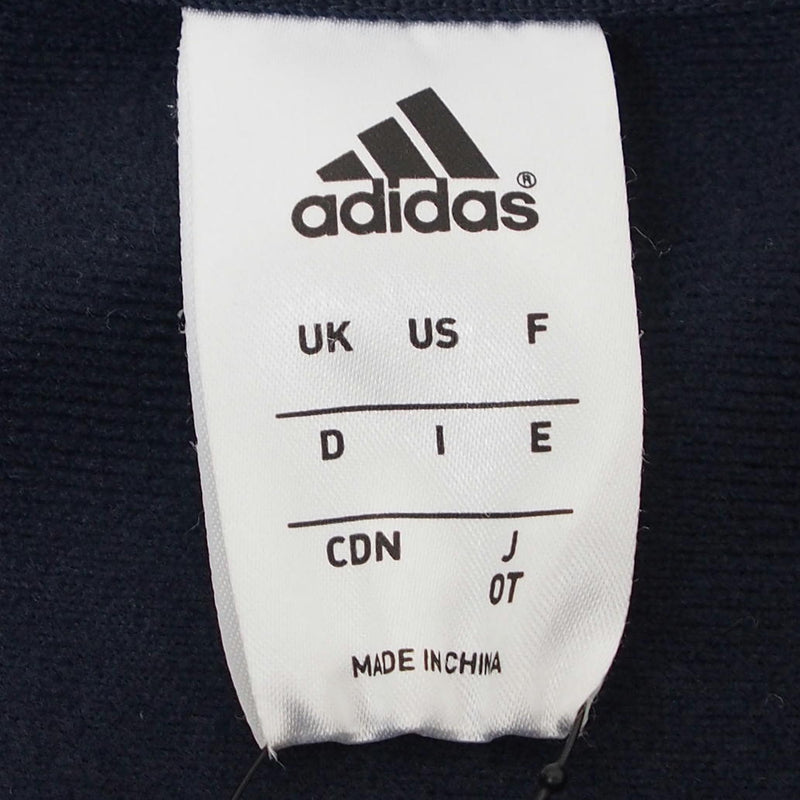 adidas®
UK US F
D I E
CDN J
OT
MADE IN CHINA